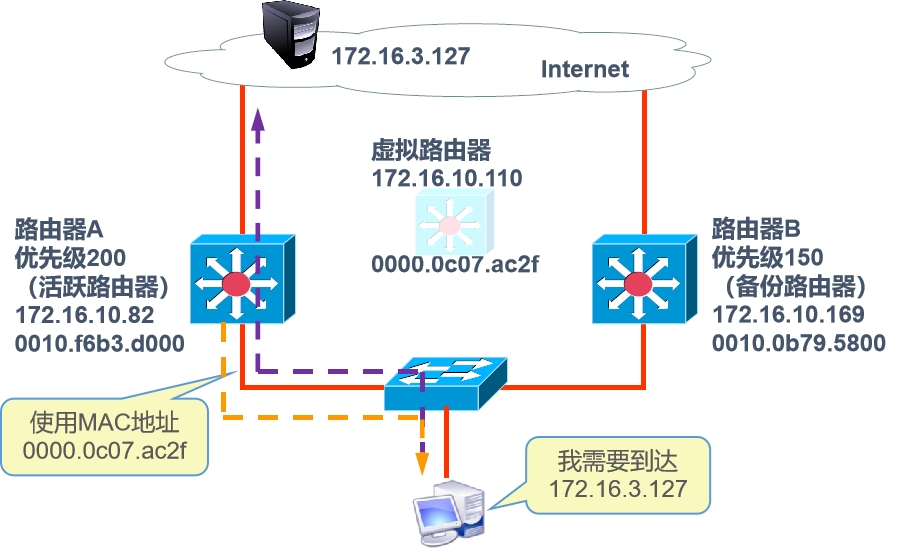 172.16.3.127
Internet
虚拟路由器
172.16.10.110
0000.0c07.ac2f
路由器A
优先级200
（活跃路由器）
172.16.10.82
0010.f6b3.d000
路由器B
优先级150
（备份路由器）
172.16.10.169
0010.0b79.5800
使用MAC地址
0000.0c07.ac2f
我需要到达
172.16.3.127